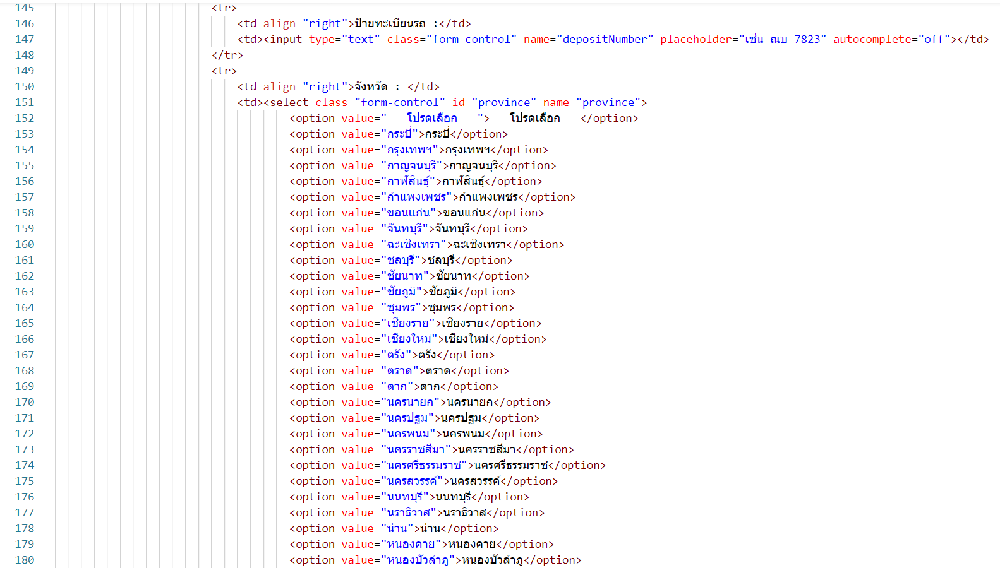 145 <tr>
146 <td align="right">ป้ายทะเบียนรถ :</td>
147 <td><input type="text" class="form-control" name="depositNumber" placeholder="เช่น ณบ 7823" autocomplete="off"></td>
148 </tr>
149 <tr>
150 <td align="right">จังหวัด : </td>
151 <td><select class="form-control" id="province" name="province">
152 <option value="---โปรดเลือก---">---โปรดเลือก---</option>
153 <option value="กระบี่">กระบี่</option>
154 <option value="กรุงเทพฯ">กรุงเทพฯ</option>
155 <option value="กาญจนบุรี">กาญจนบุรี</option>
156 <option value="กาฬสินธุ์">กาฬสินธุ์</option>
157 <option value="กำแพงเพชร">กำแพงเพชร</option>
158 <option value="ขอนแก่น">ขอนแก่น</option>
159 <option value="จันทบุรี">จันทบุรี</option>
160 <option value="ฉะเชิงเทรา">ฉะเชิงเทรา</option>
161 <option value="ชลบุรี">ชลบุรี</option>
162 <option value="ชัยนาท">ชัยนาท</option>
163 <option value="ชัยภูมิ">ชัยภูมิ</option>
164 <option value="ชุมพร">ชุมพร</option>
165 <option value="เชียงราย">เชียงราย</option>
166 <option value="เชียงใหม่">เชียงใหม่</option>
167 <option value="ตรัง">ตรัง</option>
168 <option value="ตราด">ตราด</option>
169 <option value="ตาก">ตาก</option>
170 <option value="นครนายก">นครนายก</option>
171 <option value="นครปฐม">นครปฐม</option>
172 <option value="นครพนม">นครพนม</option>
173 <option value="นครราชสีมา">นครราชสีมา</option>
174 <option value="นครศรีธรรมราช">นครศรีธรรมราช</option>
175 <option value="นครสวรรค์">นครสวรรค์</option>
176 <option value="นนทบุรี">นนทบุรี</option>
177 <option value="นราธิวาส">นราธิวาส</option>
178 <option value="น่าน">น่าน</option>
179 <option value="หนองคาย">หนองคาย</option>
180 <option value="หนองบัวลำภู">หนองบัวลำภู</option>